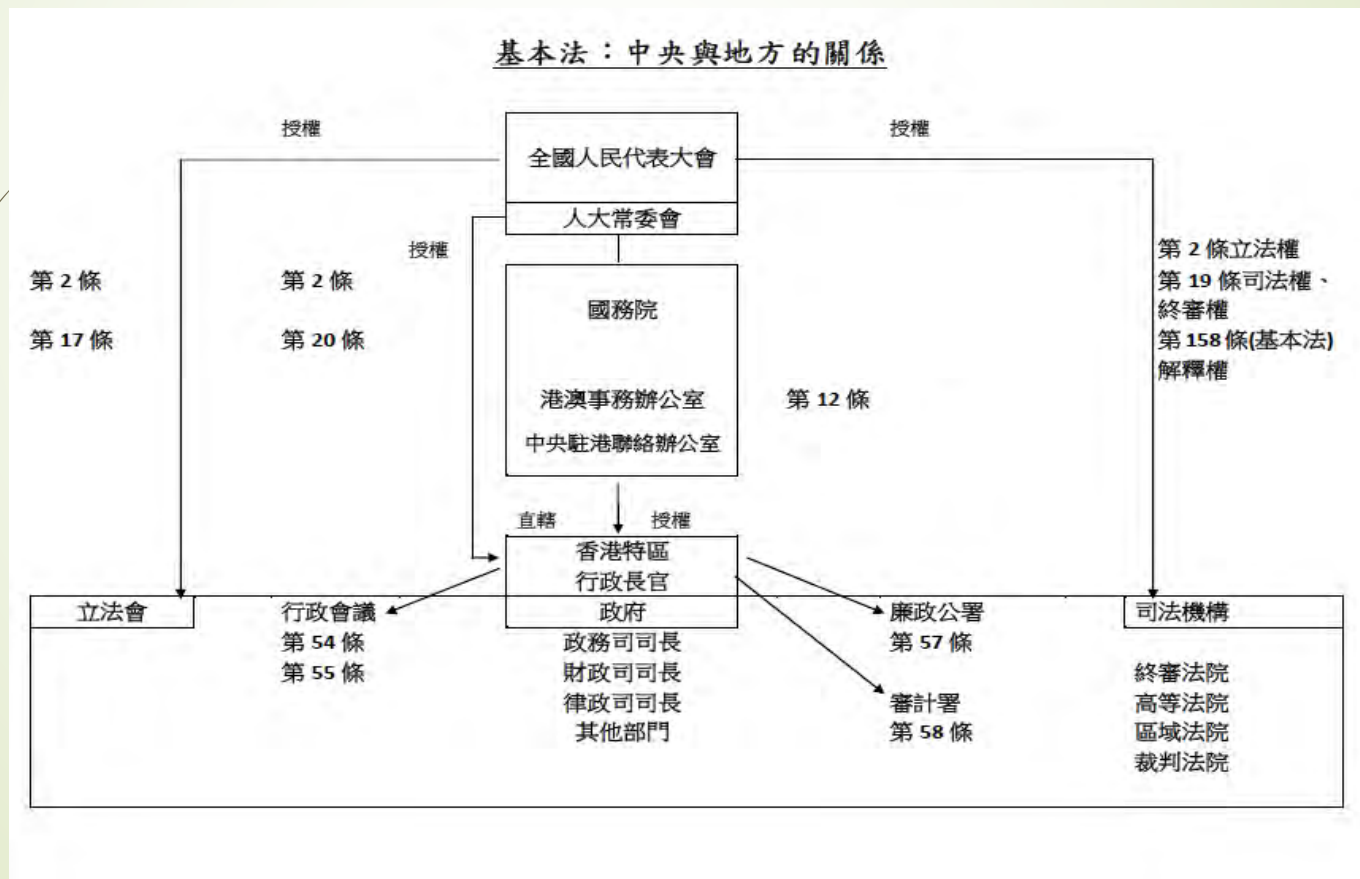 基本法：中央與地方的關係
授權
授權
全國人民代表大會
人大常委會
授權
第 2 條
第 17 條
第 2 條
第 20 條
國務院
港澳事務辦公室
中央駐港聯絡辦公室
第 12 條
第 2 條立法權
第 19 條司法權、
終審權
第 158 條(基本法)
解釋權
直轄
授權
香港特區
行政長官
立法會
行政會議
第 54 條
第 55 條
政府
政務司司長
財政司司長
律政司司長
其他部門
廉政公署
第 57 條
審計署
第 58 條
司法機構
終審法院
高等法院
區域法院
裁判法院